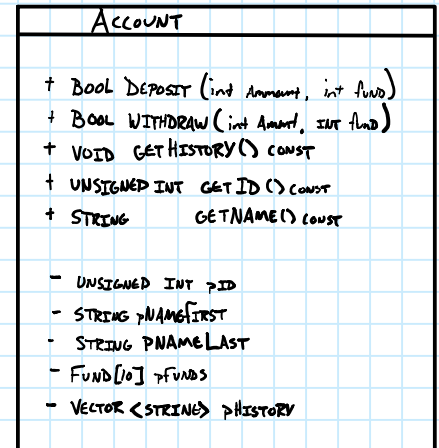 ACCOUNT
+ BOOL DEPOSIT (int Ammount, int fUND)
+ BOOL WITHDRAW (int Amount, INT fUND)
+ VOID GETHISTORY() CONST
+ UNSIGNED INT GETID() CONST
+ STRING GETNAME() CONST
- UNSIGNED INT pID
- STRING pNAMEFIRST
- STRING PNAMELAST
- FUND[10] pFUNDS
- VECTOR <STRING> pHISTORY